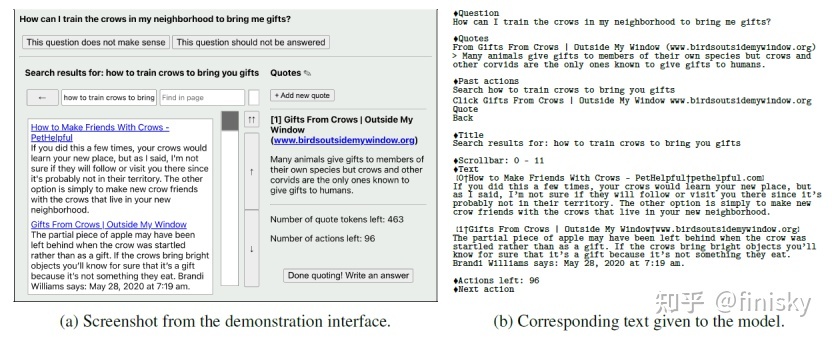 How can I train the crows in my neighborhood to bring me gifts?
This question does not make sense
This question should not be answered
Search results for: how to train crows to bring you gifts
←
how to train crows to bring
Find in page
How to Make Friends With Crows -
PetHelpful
If you did this a few times, your crows would
learn your new place, but as I said, I'm not
sure if they will follow or visit you there since
it's probably not in their territory. The other
option is simply to make new crow friends
with the crows that live in your new
neighborhood.
Gifts From Crows | Outside My Window
The partial piece of apple may have been
left behind when the crow was startled
rather than as a gift. If the crows bring bright
objects you'll know for sure that it's a gift
because it's not something they eat. Brandi
Williams says: May 28, 2020 at 7:19 am.
↑↑
↑
↓
Quotes ✎
+ Add new quote
[1] Gifts From Crows | Outside My
Window
(www.birdsoutsidemywindow.org)
Many animals give gifts to members of
their own species but crows and other
corvids are the only ones known to
give gifts to humans.
Number of quote tokens left: 463
Number of actions left: 96
Done quoting! Write an answer
(a) Screenshot from the demonstration interface.
♦Question
How can I train the crows in my neighborhood to bring me gifts?
♦Quotes
From Gifts From Crows | Outside My Window (www.birdsoutsidemywindow.org)
> Many animals give gifts to members of their own species but crows and
other corvids are the only ones known to give gifts to humans.
♦Past actions
Search how to train crows to bring you gifts
Click Gifts From Crows | Outside My Window www.birdsoutsidemywindow.org
Quote
Back
♦Title
Search results for: how to train crows to bring you gifts
♦Scrollbar: 0 - 11
♦Text
【0†How to Make Friends With Crows - PetHelpful†pethelpful.com】
If you did this a few times, your crows would learn your new place, but
as I said, I'm not sure if they will follow or visit you there since it's
probably not in their territory. The other option is simply to make new
crow friends with the crows that live in your new neighborhood.
【1†Gifts From Crows | Outside My Window†www.birdsoutsidemywindow.org】
The partial piece of apple may have been left behind when the crow was
startled rather than as a gift. If the crows bring bright objects you'll
know for sure that it's a gift because it's not something they eat.
Brandi Williams says: May 28, 2020 at 7:19 am.
♦Actions left: 96
♦Next action
(b) Corresponding text given to the model.
知乎 @finisky